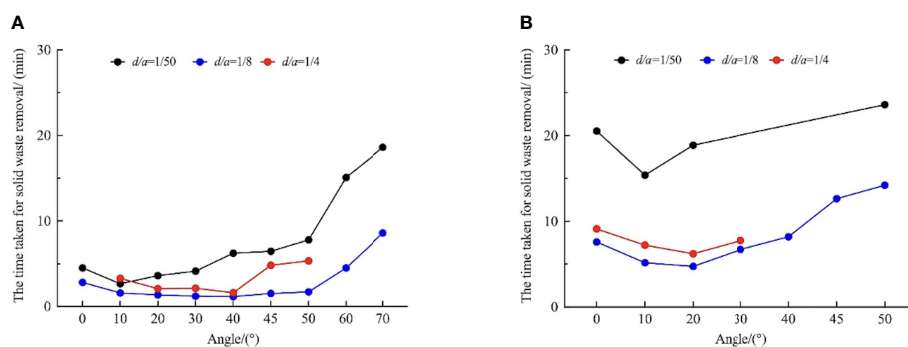 A
The time taken for solid waste removal/ (min)
30
20
10
0
d/a=1/50 d/a=1/8 d/a=1/4
0 10 20 30 40 45 50 60 70
Angle/(°)
B
The time taken for solid waste removal/ (min)
30
20
10
0
d/a=1/50 d/a=1/8 d/a=1/4
0 10 20 30 40 45 50
Angle/(°)